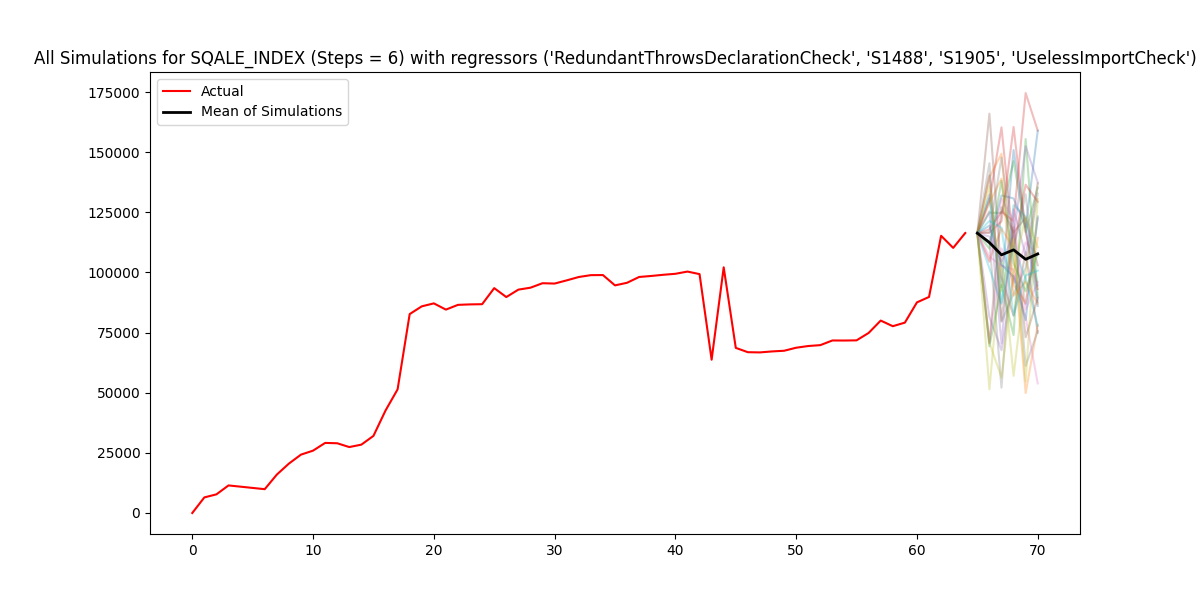 All Simulations for SQALE_INDEX (Steps = 6) with regressors ('RedundantThrowsDeclarationCheck', 'S1488', 'S1905', 'UselessImportCheck')
Actual
Mean of Simulations
175000
150000
125000
100000
75000
50000
25000
0
0 10 20 30 40 50 60 70